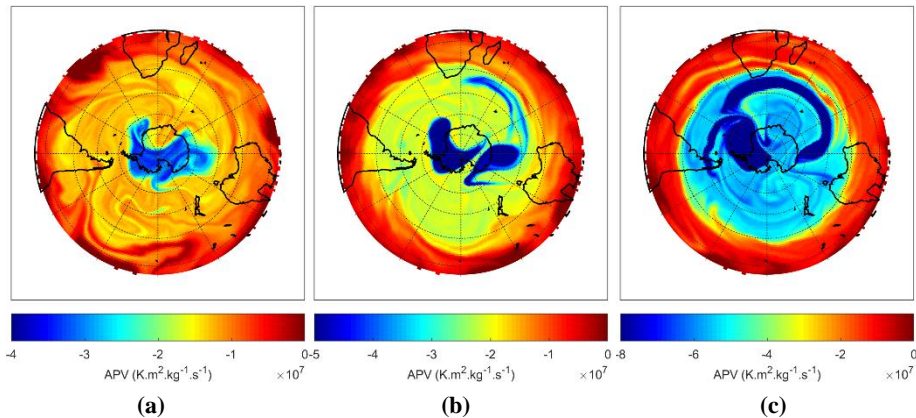 -4 -3 -2 -1 0
APV (K.m².kg⁻¹.s⁻¹) ×10⁷
(a)
-5 -4 -3 -2 -1 0
APV (K.m².kg⁻¹.s⁻¹) ×10⁷
(b)
-8 -6 -4 -2 0
APV (K.m².kg⁻¹.s⁻¹) ×10⁷
(c)